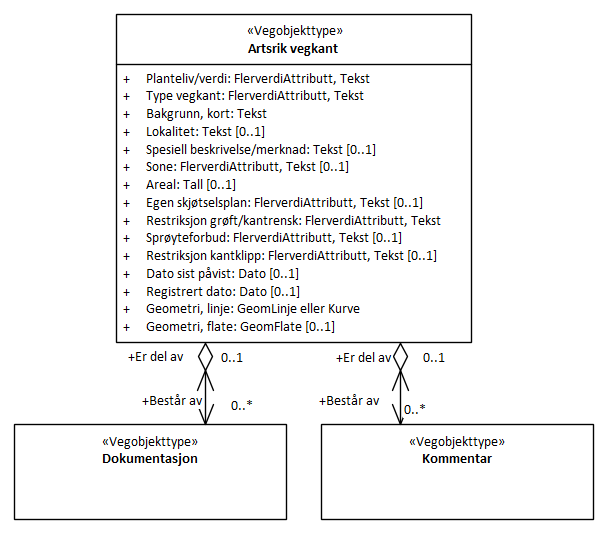 «Vegobjekttype»
Artsrik vegkant
+ Planteliv/verdi: FlerverdiAttributt, Tekst
+ Type vegkant: FlerverdiAttributt, Tekst
+ Bakgrunn, kort: Tekst
+ Lokalitet: Tekst [0..1]
+ Spesiell beskrivelse/merknad: Tekst [0..1]
+ Sone: FlerverdiAttributt, Tekst [0..1]
+ Areal: Tall [0..1]
+ Egen skjøtselsplan: FlerverdiAttributt, Tekst [0..1]
+ Restriksjon grøft/kantrensk: FlerverdiAttributt, Tekst
+ Sprøyteforbud: FlerverdiAttributt, Tekst [0..1]
+ Restriksjon kantklipp: FlerverdiAttributt, Tekst [0..1]
+ Dato sist påvist: Dato [0..1]
+ Registrert dato: Dato [0..1]
+ Geometri, linje: GeomLinje eller Kurve
+ Geometri, flate: GeomFlate [0..1]
+Er del av 0..1
+Er del av 0..1
+Består av 0..*
+Består av 0..*
«Vegobjekttype»
Dokumentasjon
«Vegobjekttype»
Kommentar